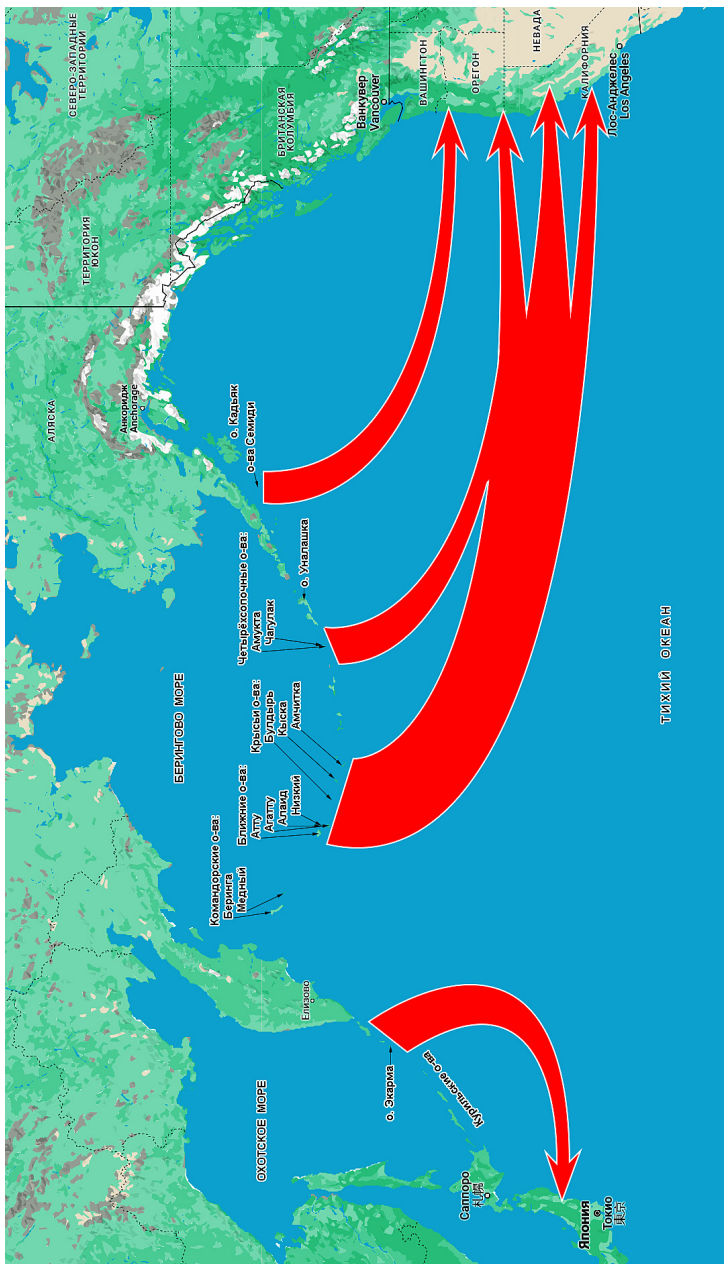 СЕВЕРО-ЗАПАДНЫЕ
ТЕРРИТОРИИ
ТЕРРИТОРИЯ
ЮКОН
АЛЯСКА
Анкоридж
Anchorage
БРИТАНСКАЯ
КОЛУМБИЯ
Ванкувер
Vancouver
ВАШИНГТОН
ОРЕГОН
НЕВАДА
КАЛИФОРНИЯ
Лос-Анджелес
Los Angeles
о. Кадьяк
о-ва Семиди
о. Уналашка
Четырёхсопочные о-ва:
Амукта
Чагулак
БЕРИНГОВО МОРЕ
Крысьи о-ва:
Булдырь
Кыска
Амчитка
Ближние о-ва:
Атту
Агатту
Алаид
Низкий
Командорские о-ва:
Беринга
Медный
Елизово
ОХОТСКОЕ МОРЕ
о. Экарма
Курильские о-ва
Саппоро
札幌
Япония
Токио
東京
ТИХИЙ ОКЕАН